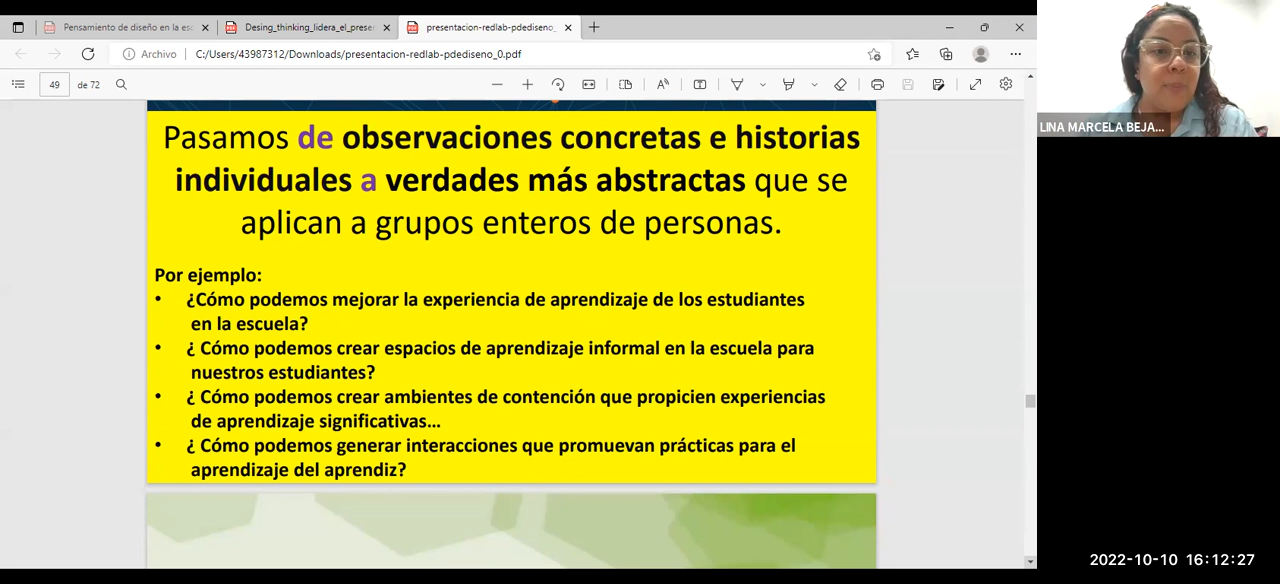 Pensamiento de diseño en la esc
Desing_thinking_lidera_el_prese
presentacion-redlab-pdediseno_
Archivo
C:/Users/43987312/Downloads/presentacion-redlab-pdediseno_0.pdf
49 de 72
Pasamos de observaciones concretas e historias
individuales a verdades más abstractas que se
aplican a grupos enteros de personas.
Por ejemplo:
• ¿Cómo podemos mejorar la experiencia de aprendizaje de los estudiantes
en la escuela?
• ¿ Cómo podemos crear espacios de aprendizaje informal en la escuela para
nuestros estudiantes?
• ¿ Cómo podemos crear ambientes de contención que propicien experiencias
de aprendizaje significativas...
• ¿ Cómo podemos generar interacciones que promuevan prácticas para el
aprendizaje del aprendiz?
LINA MARCELA BEJA...
2022-10-10 16:12:27